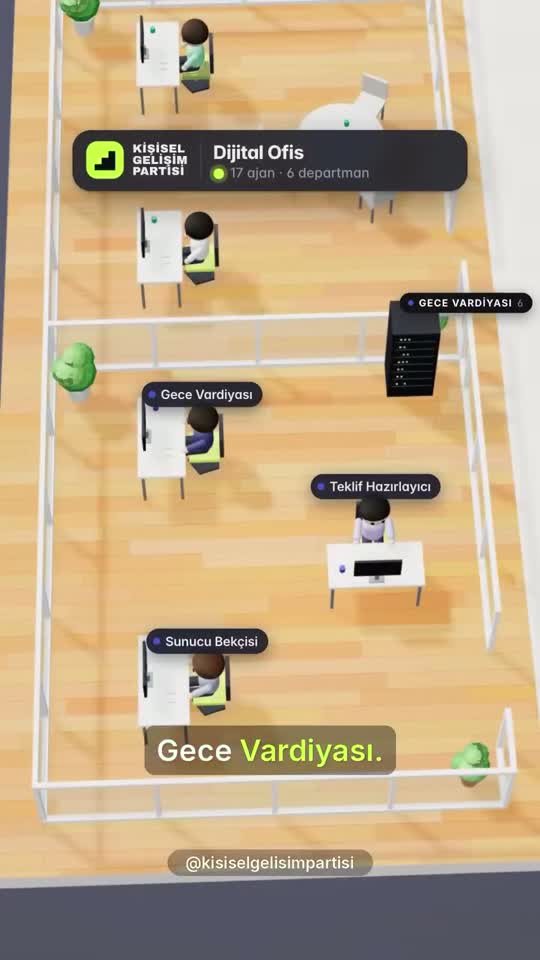 KİŞİSEL
GELİŞİM
PARTİSİ
Dijital Ofis
17 ajan · 6 departman
GECE VARDİYASI 6
Gece Vardiyası
Teklif Hazırlayıcı
Sunucu Bekçisi
Gece Vardiyası.
@kisiselgelisimpartisi